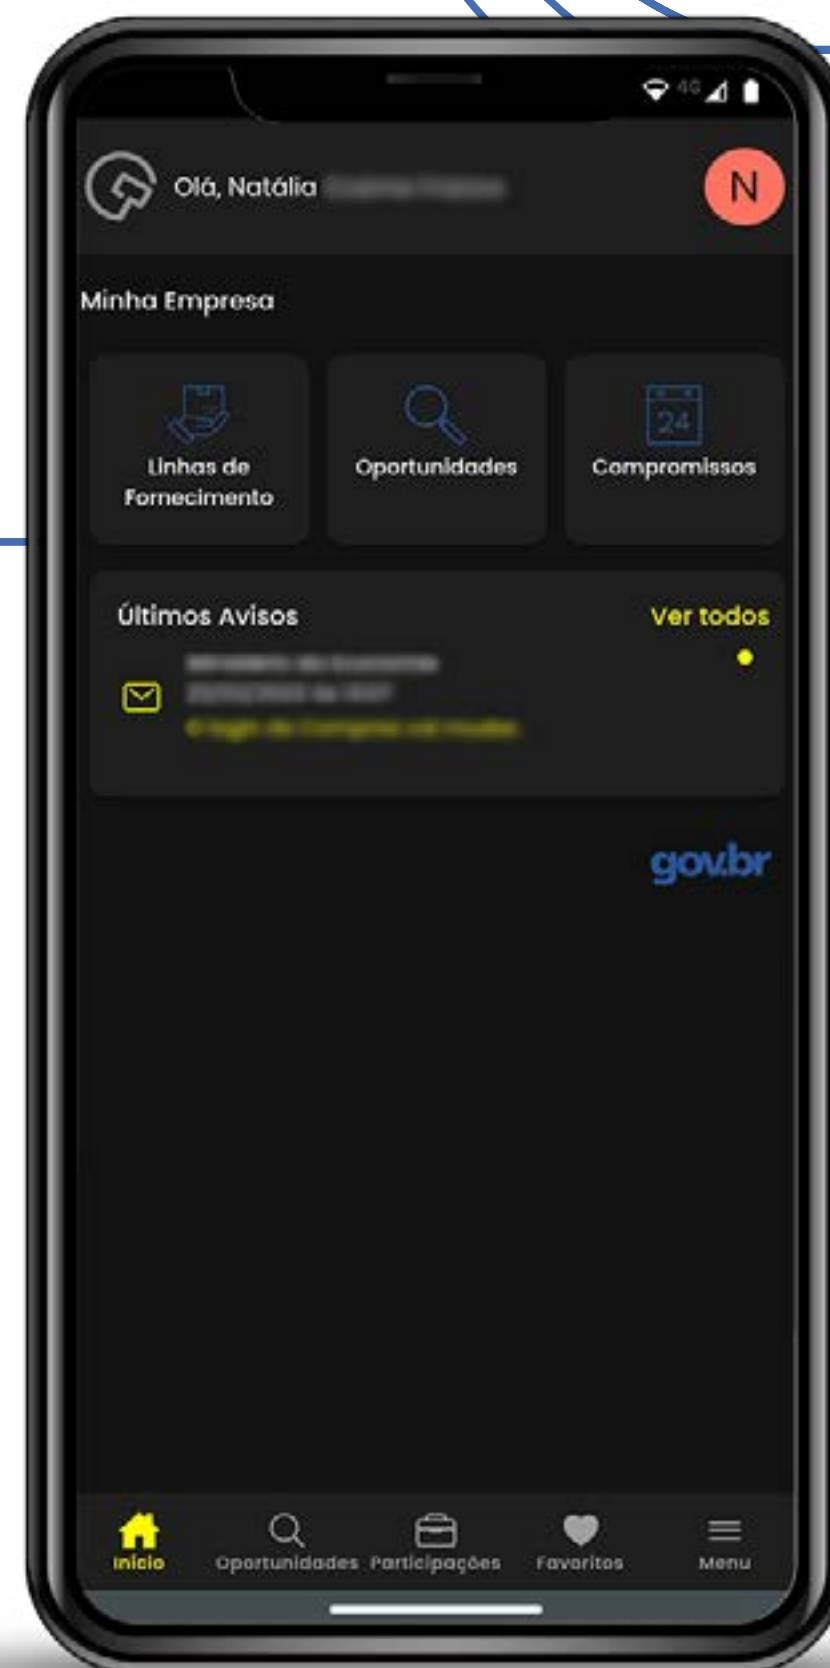 4G
Olá, Natália
N
Minha Empresa
24
Linhas de
Fornecimento
Oportunidades
Compromissos
Últimos Avisos
Ver todos
gov.br
Início
Oportunidades
Participações
Favoritos
Menu